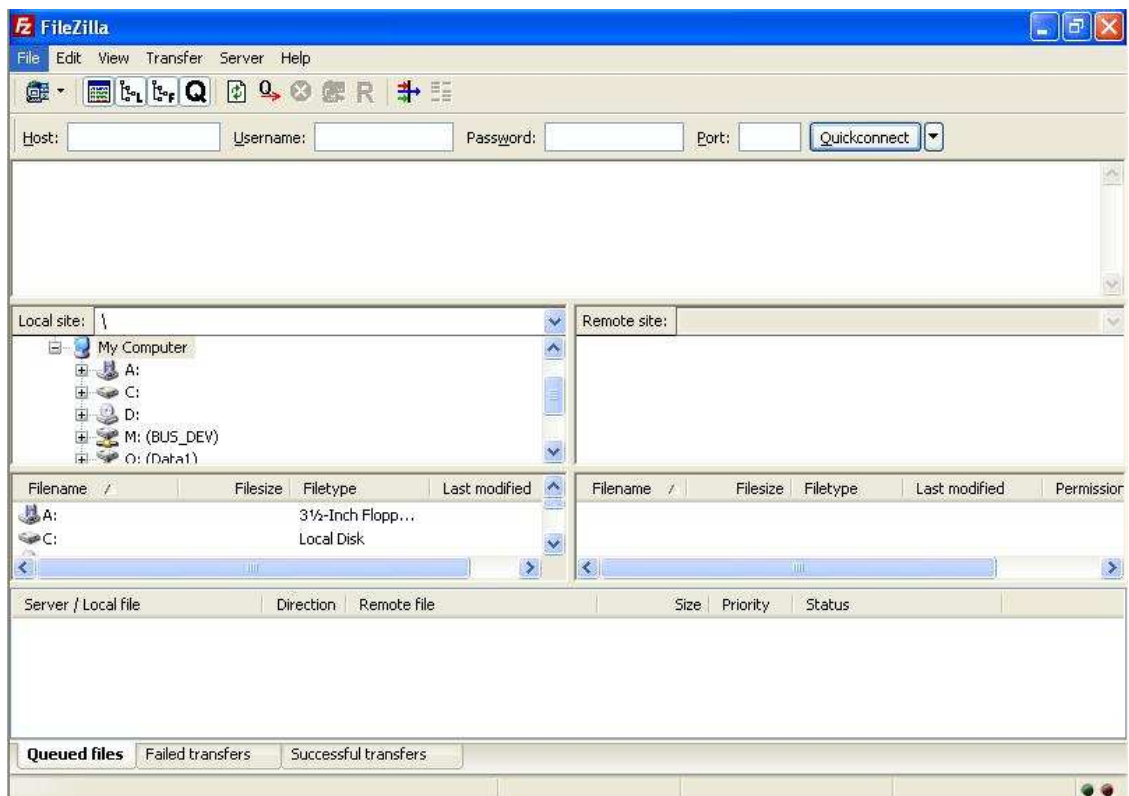 FileZilla
File Edit View Transfer Server Help
Q Q R
Host: Username: Password: Port: Quickconnect
Local site: \ Remote site:
My Computer
A:
C:
D:
M: (BUS_DEV)
O: (Data1)
Filename / Filesize Filetype Last modified Filename / Filesize Filetype Last modified Permission
A: 3½-Inch Flopp...
C: Local Disk
Server / Local file Direction Remote file Size Priority Status
Queued files Failed transfers Successful transfers